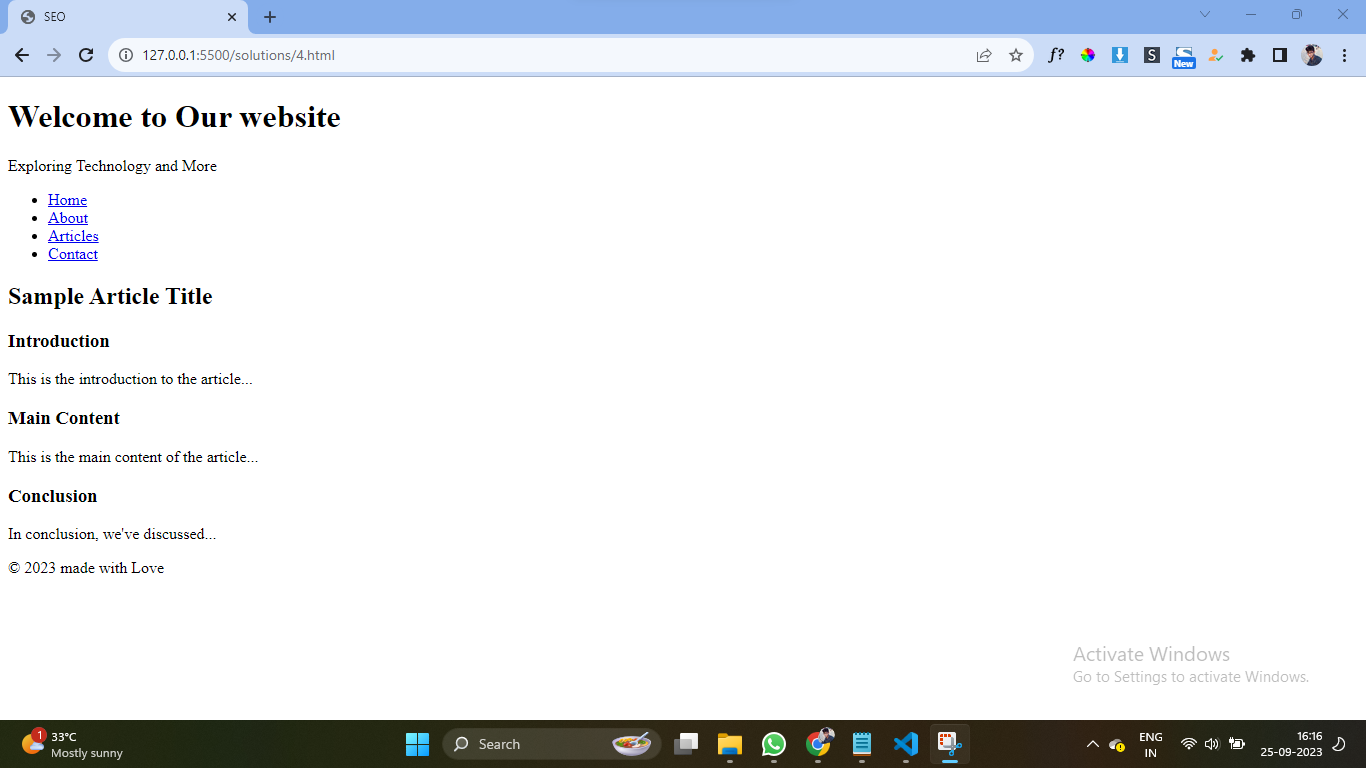 SEO
127.0.0.1:5500/solutions/4.html
f?
S
S
New
Welcome to Our website
Exploring Technology and More
Home
About
Articles
Contact
Sample Article Title
Introduction
This is the introduction to the article...
Main Content
This is the main content of the article...
Conclusion
In conclusion, we've discussed...
© 2023 made with Love
Activate Windows
Go to Settings to activate Windows.
1
33°C
Mostly sunny
Search
ENG
IN
16:16
25-09-2023